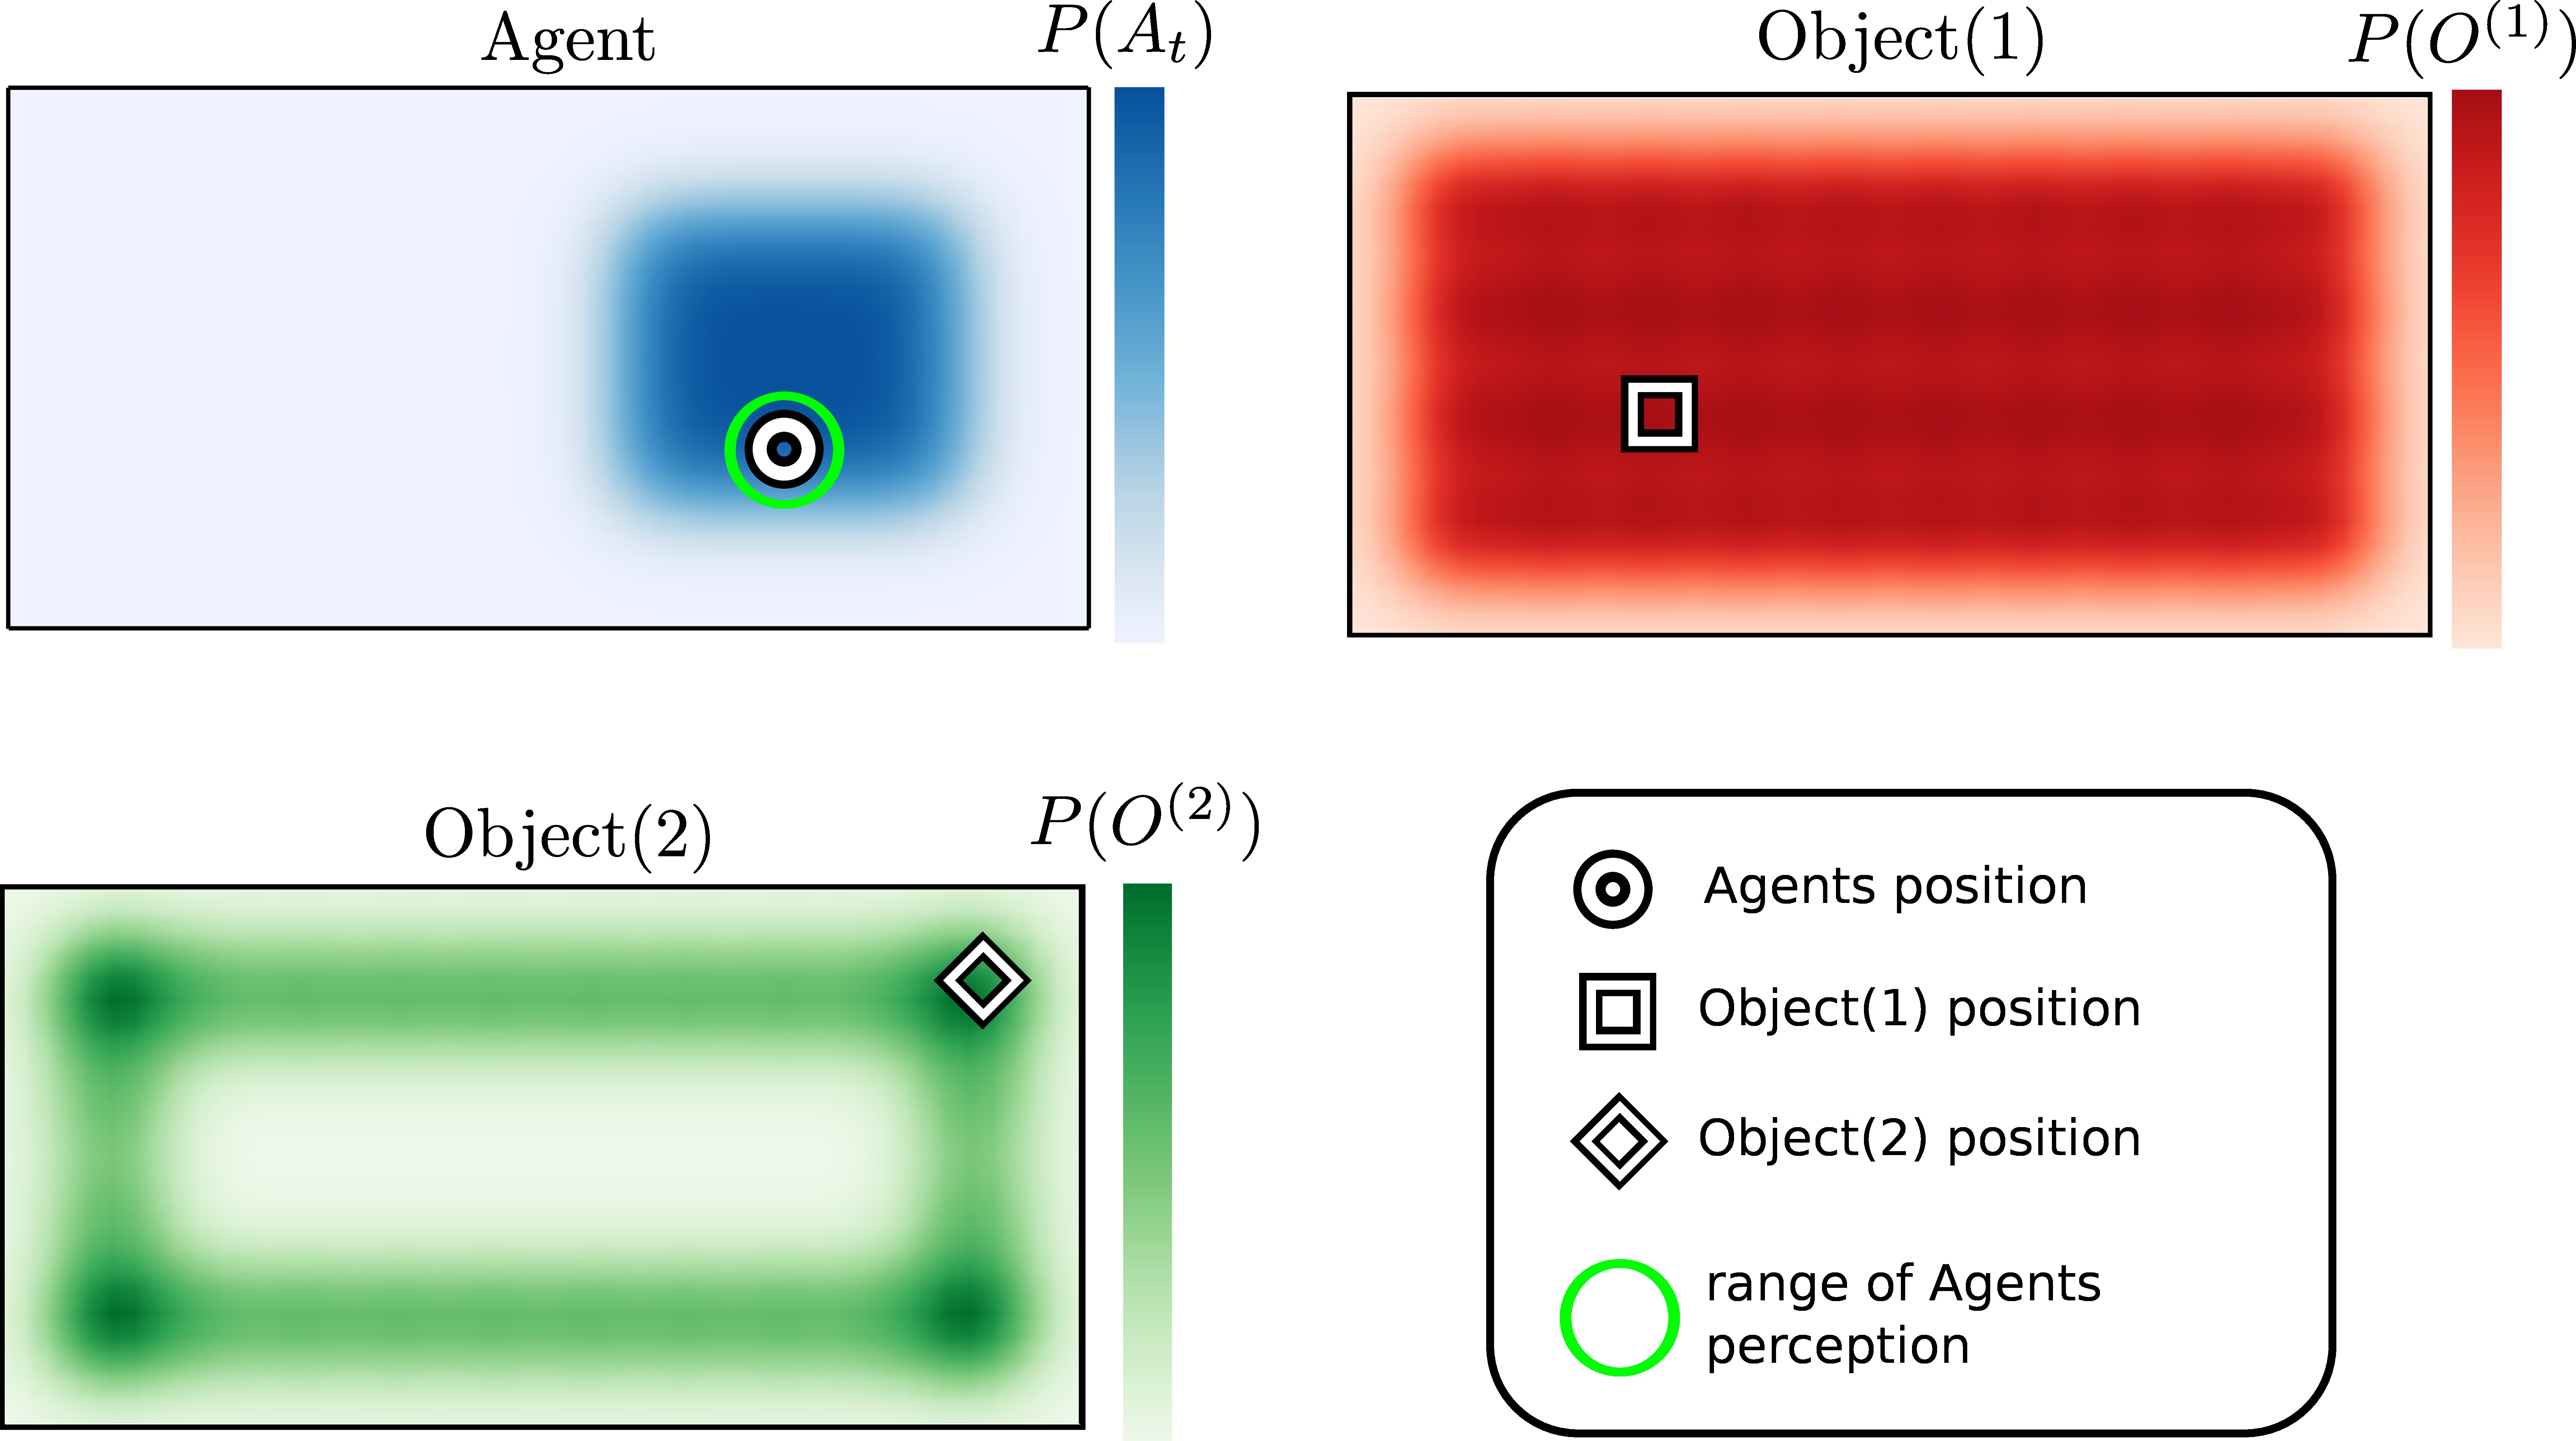 Agent
P(A_t)
Object(1)
P(O^{(1)})
Object(2)
P(O^{(2)})
Agents position
Object(1) position
Object(2) position
range of Agents
perception